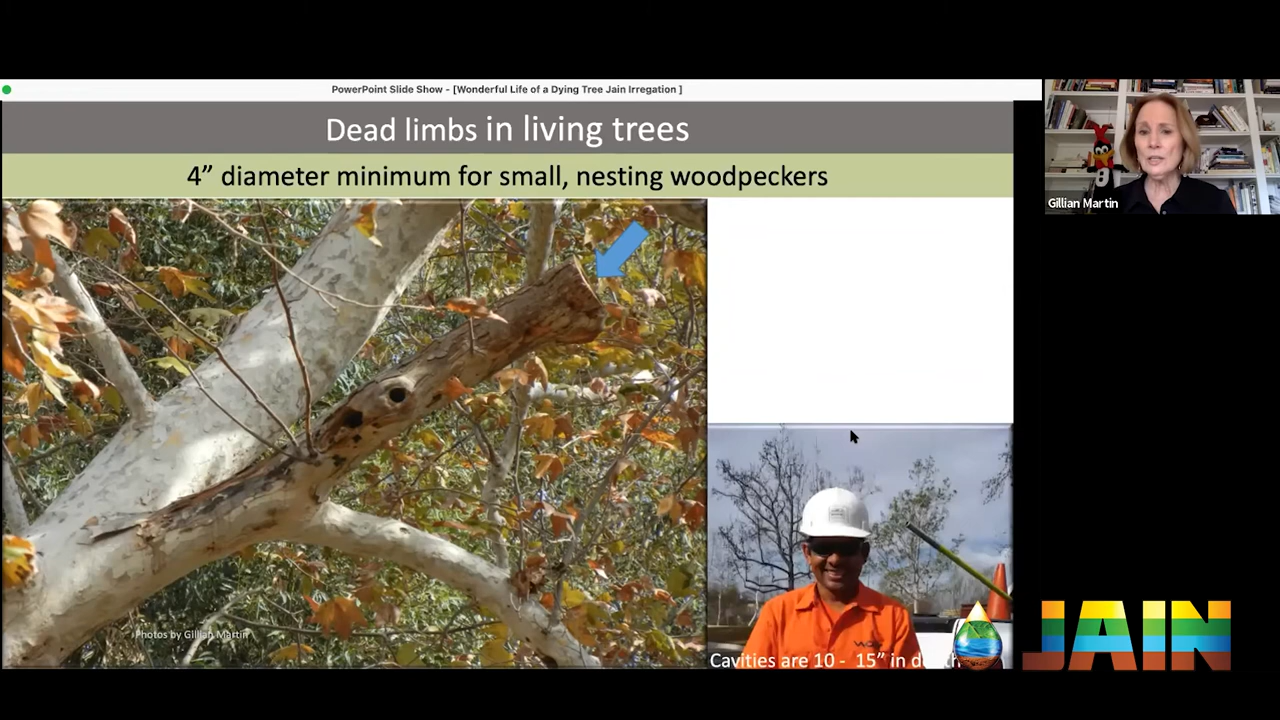 PowerPoint Slide Show - [Wonderful Life of a Dying Tree Jain Irregation ]
Dead limbs in living trees
4” diameter minimum for small, nesting woodpeckers
Gillian Martin
Photos by Gillian Martin
Cavities are 10 - 15” in depth
JAIN